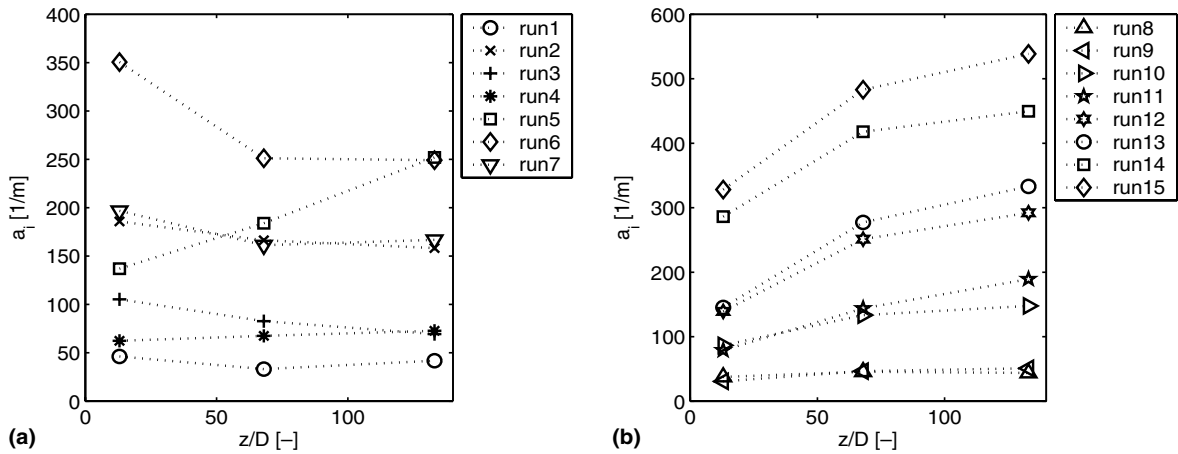 400
350
300
250
200
150
100
50
0
a_i [1/m]
0 50 100
z/D [–]
(a)
run1
run2
run3
run4
run5
run6
run7
600
500
400
300
200
100
0
a_i [1/m]
0 50 100
z/D [–]
(b)
run8
run9
run10
run11
run12
run13
run14
run15